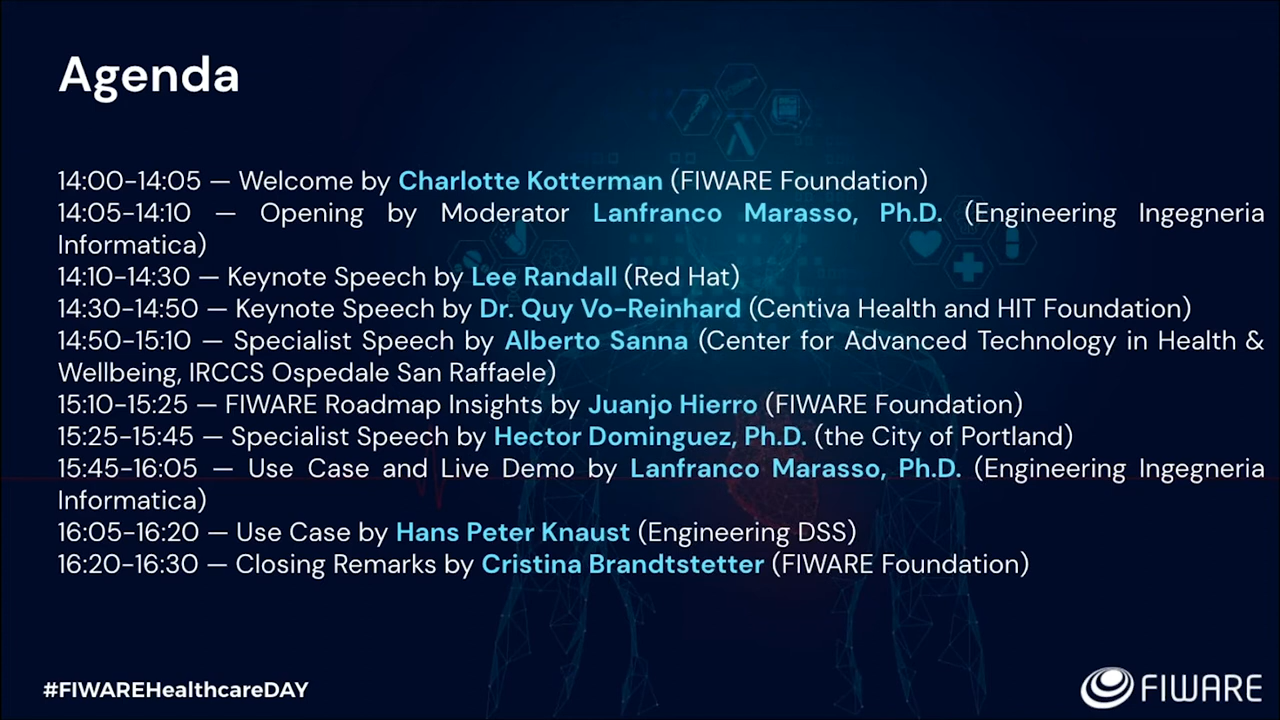 Agenda
14:00-14:05 — Welcome by Charlotte Kotterman (FIWARE Foundation)
14:05-14:10 — Opening by Moderator Lanfranco Marasso, Ph.D. (Engineering Ingegneria
Informatica)
14:10-14:30 — Keynote Speech by Lee Randall (Red Hat)
14:30-14:50 — Keynote Speech by Dr. Quy Vo-Reinhard (Centiva Health and HIT Foundation)
14:50-15:10 — Specialist Speech by Alberto Sanna (Center for Advanced Technology in Health &
Wellbeing, IRCCS Ospedale San Raffaele)
15:10-15:25 — FIWARE Roadmap Insights by Juanjo Hierro (FIWARE Foundation)
15:25-15:45 — Specialist Speech by Hector Dominguez, Ph.D. (the City of Portland)
15:45-16:05 — Use Case and Live Demo by Lanfranco Marasso, Ph.D. (Engineering Ingegneria
Informatica)
16:05-16:20 — Use Case by Hans Peter Knaust (Engineering DSS)
16:20-16:30 — Closing Remarks by Cristina Brandtstetter (FIWARE Foundation)
#FIWAREHealthcareDAY
FIWARE